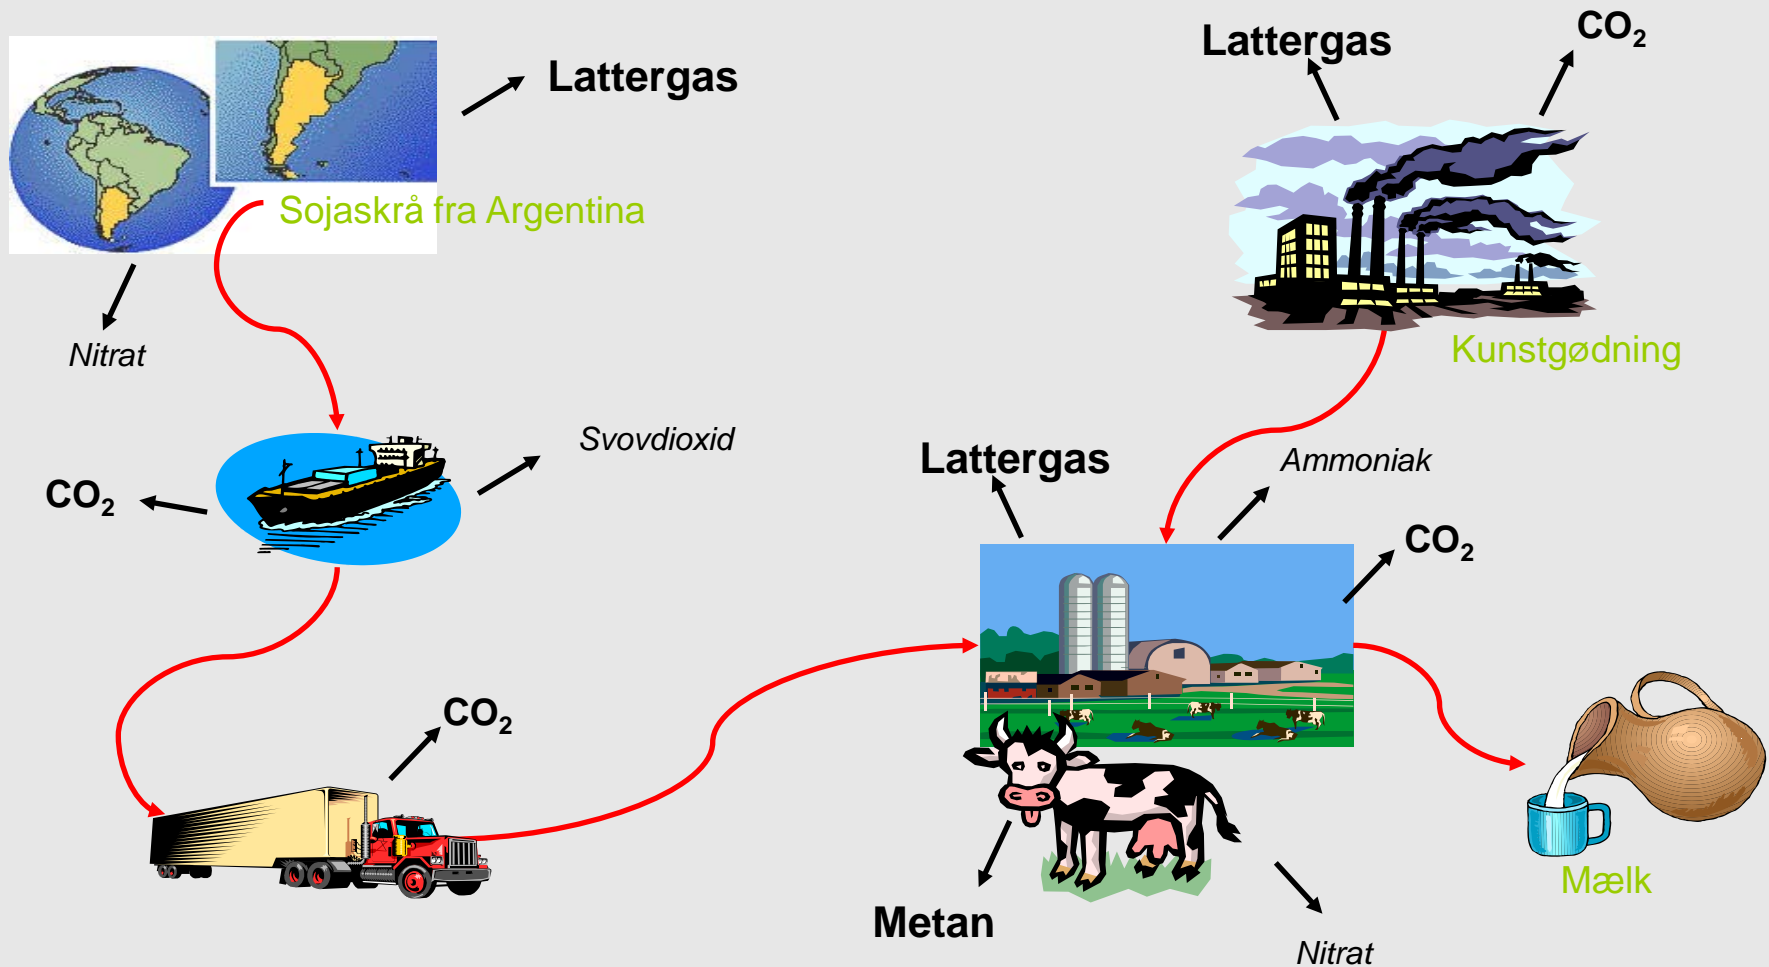 Lattergas
CO₂
Lattergas
Sojaskrå fra Argentina
Nitrat
Kunstgødning
Svovdioxid
Lattergas
Ammoniak
CO₂
CO₂
CO₂
Mælk
Metan
Nitrat